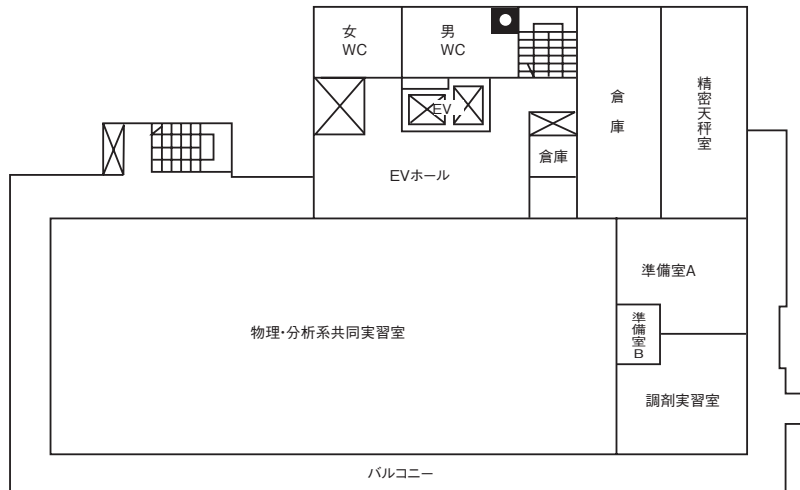 女
WC
男
WC
EV
倉
庫
精密天秤室
倉庫
EVホール
準備室A
物理・分析系共同実習室
準備室B
調剤実習室
バルコニー